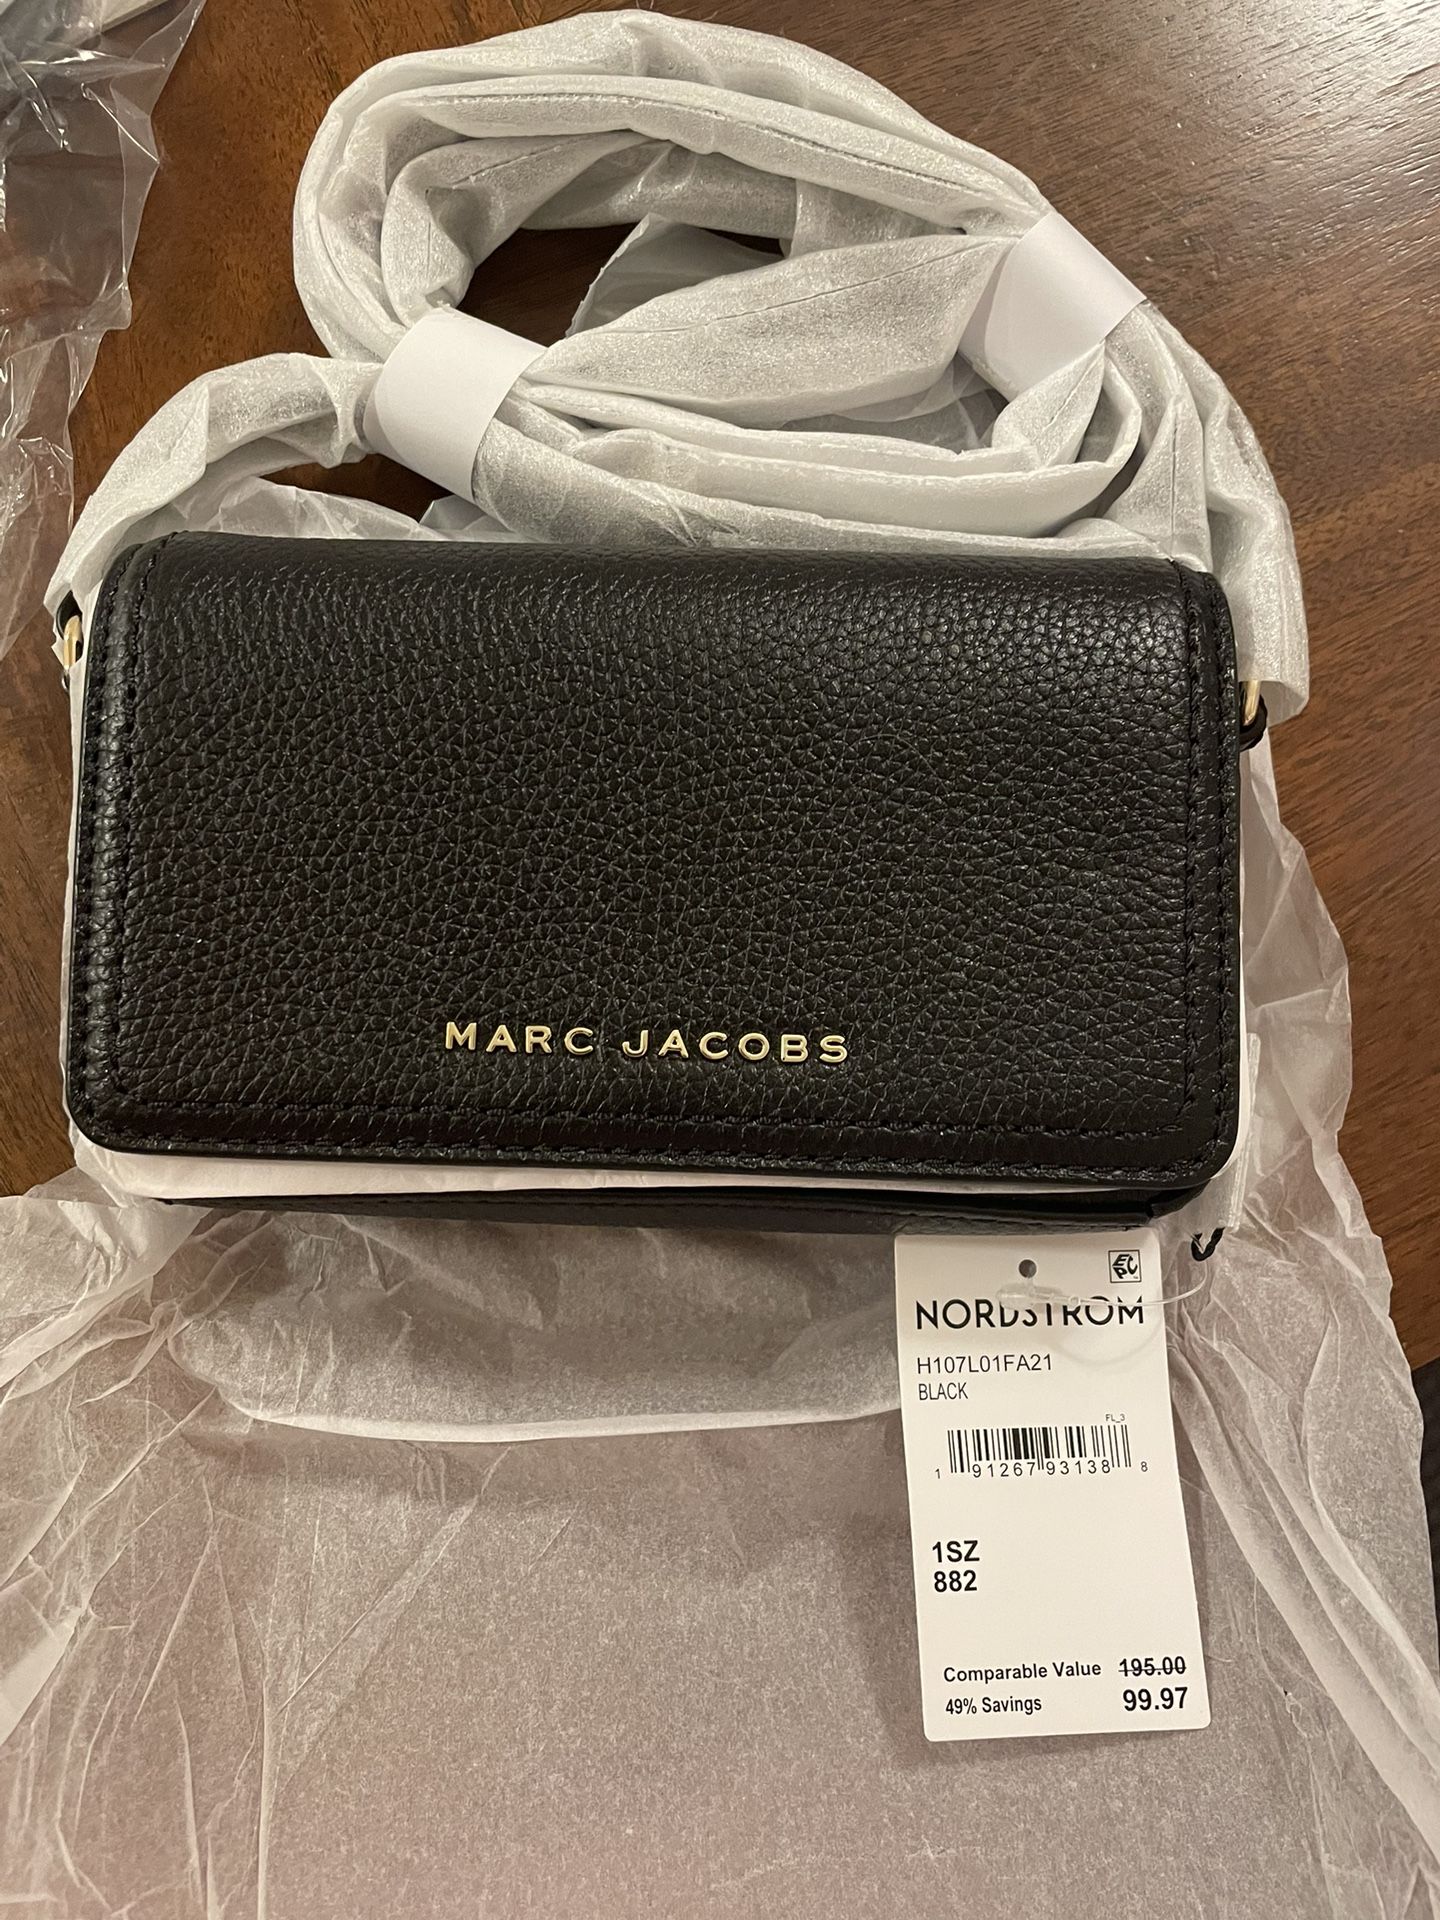 MARC JACOBS
EPC
NORDSTROM
H107L01FA21
BLACK
FL_3
1 91267 93138 8
1SZ
882
Comparable Value 195.00
49% Savings 99.97